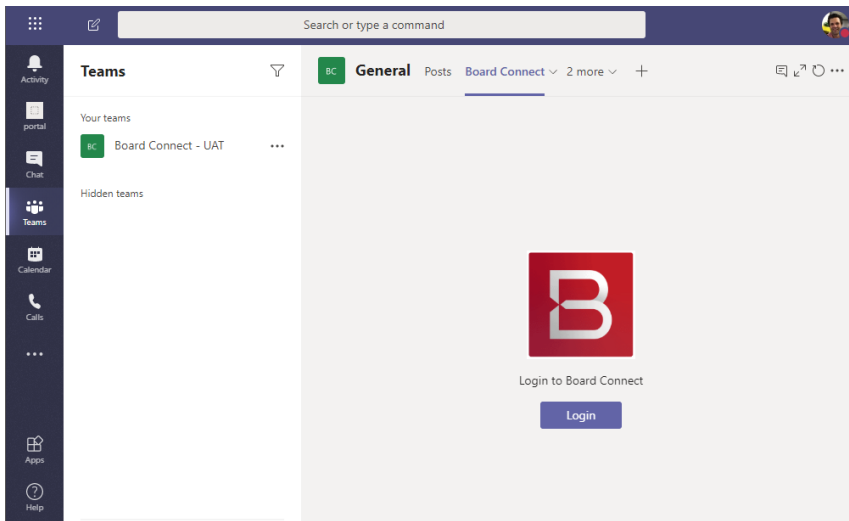 Search or type a command
Activity
portal
Chat
Teams
Calendar
Calls
Apps
Help
Teams
Your teams
BC Board Connect - UAT
Hidden teams
BC General Posts Board Connect 2 more
B
Login to Board Connect
Login